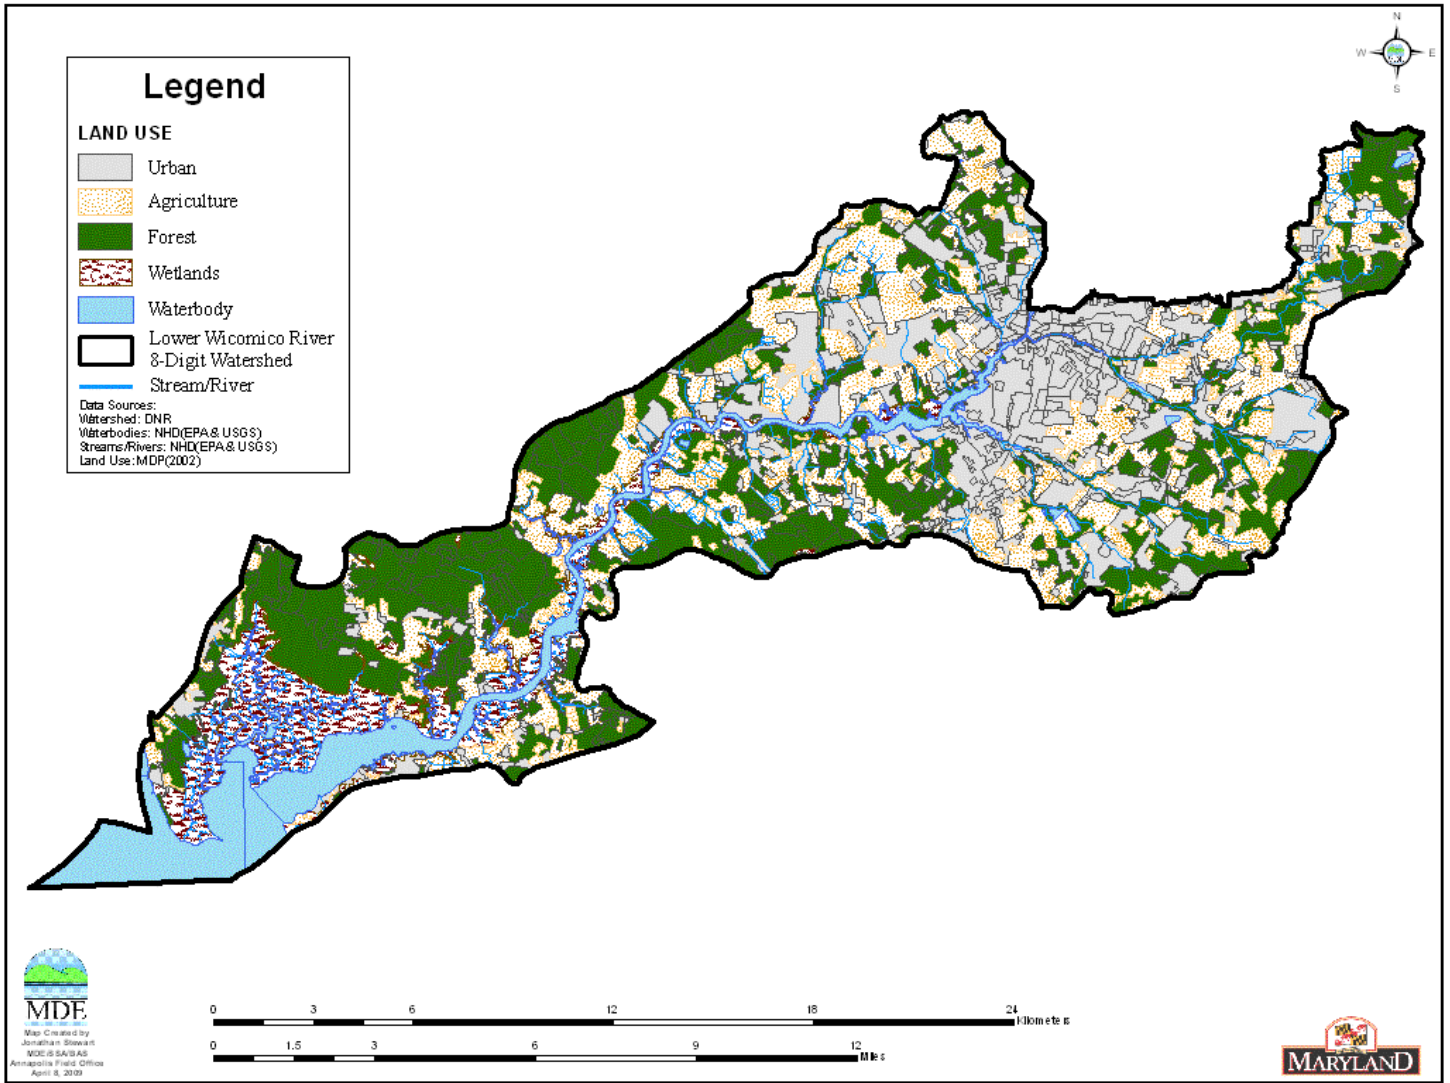 N
W E
S
Legend
LAND USE
Urban
Agriculture
Forest
Wetlands
Waterbody
Lower Wicomico River
8-Digit Watershed
Stream/River
Data Sources:
Watershed: DNR
Waterbodies: NHD(EPA & USGS)
Streams/Rivers: NHD(EPA & USGS)
Land Use: MDP(2002)
MDE
Map Created by
Jonathan Stewart
MDE/SSA/BAS
Annapolis Field Office
April 8, 2009
0 3 6 12 18 24
Kilometers
0 1.5 3 6 9 12
Miles
MARYLAND